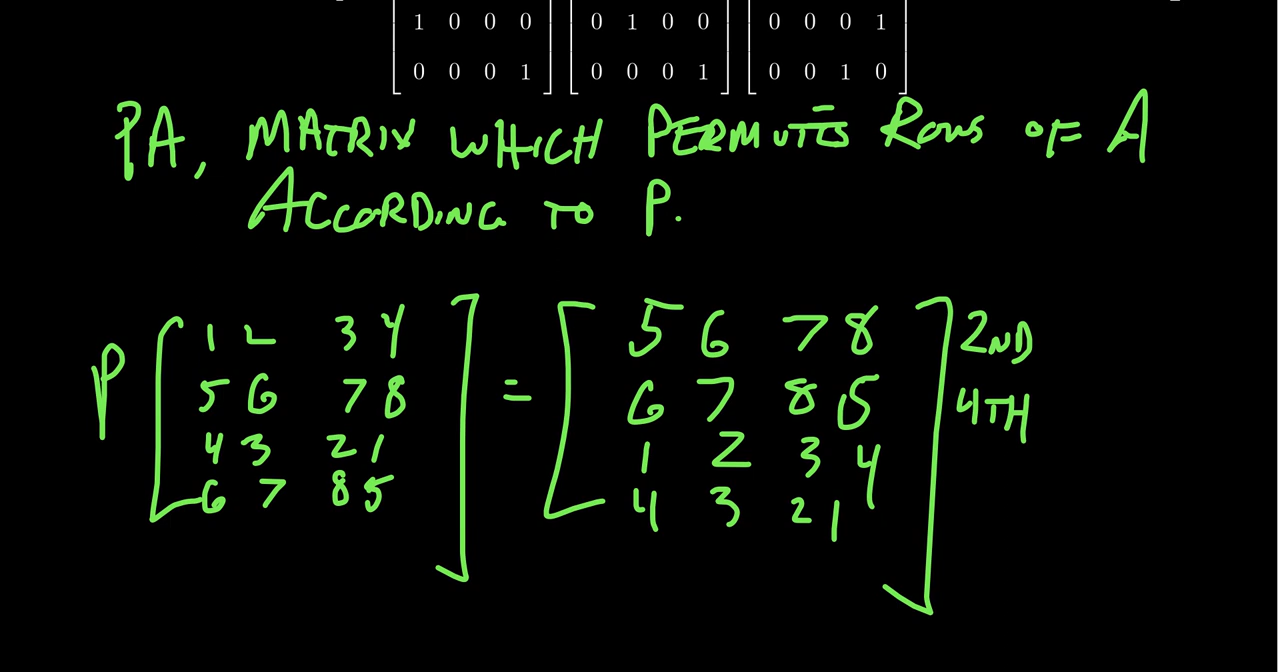 1 0 0 0 0 1 0 0 0 0 0 1
0 0 0 1 0 0 0 1 0 0 1 0
PA, MATRIX WHICH PERMUTES ROWS OF A
ACCORDING TO P.
1 2 3 4 5 6 7 8 2ND
P 5 6 7 8 = 6 7 8 5 4TH
4 3 2 1 1 2 3 4
6 7 8 5 4 3 2 1